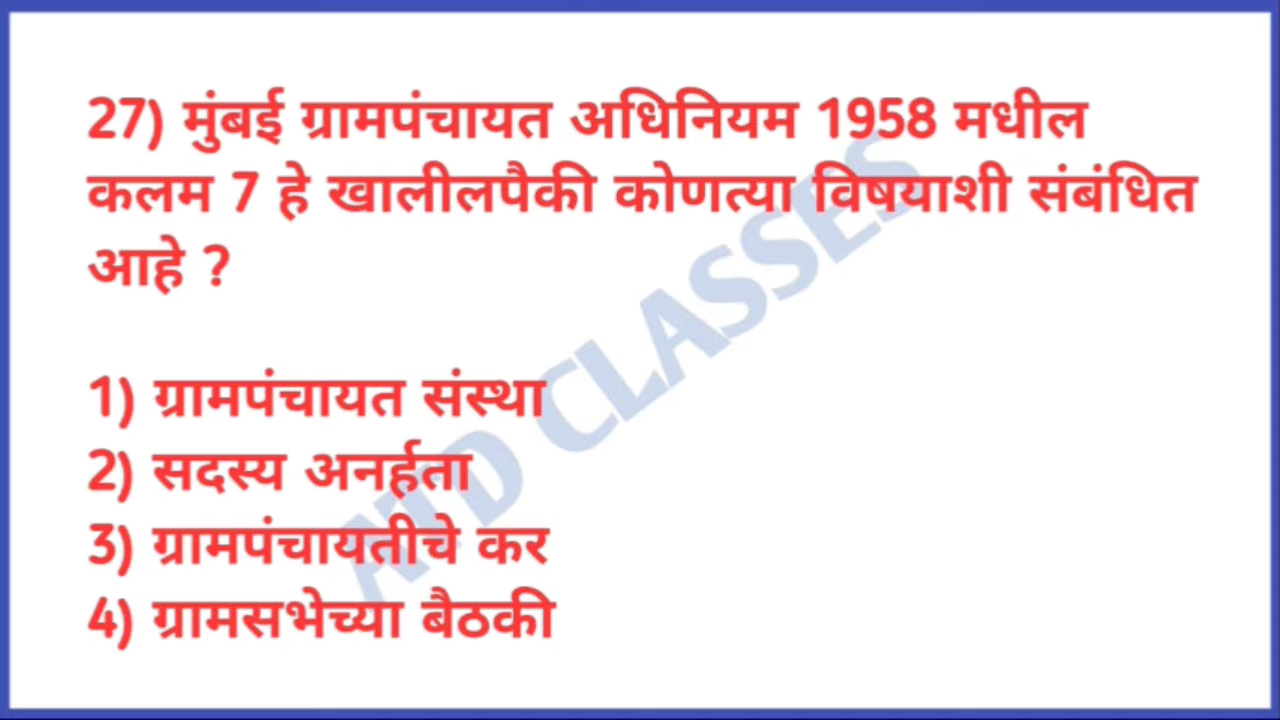 27) मुंबई ग्रामपंचायत अधिनियम 1958 मधील
कलम 7 हे खालीलपैकी कोणत्या विषयाशी संबंधित
आहे ?
1) ग्रामपंचायत संस्था
2) सदस्य अनर्हता
3) ग्रामपंचायतीचे कर
4) ग्रामसभेच्या बैठकी
CLASSES